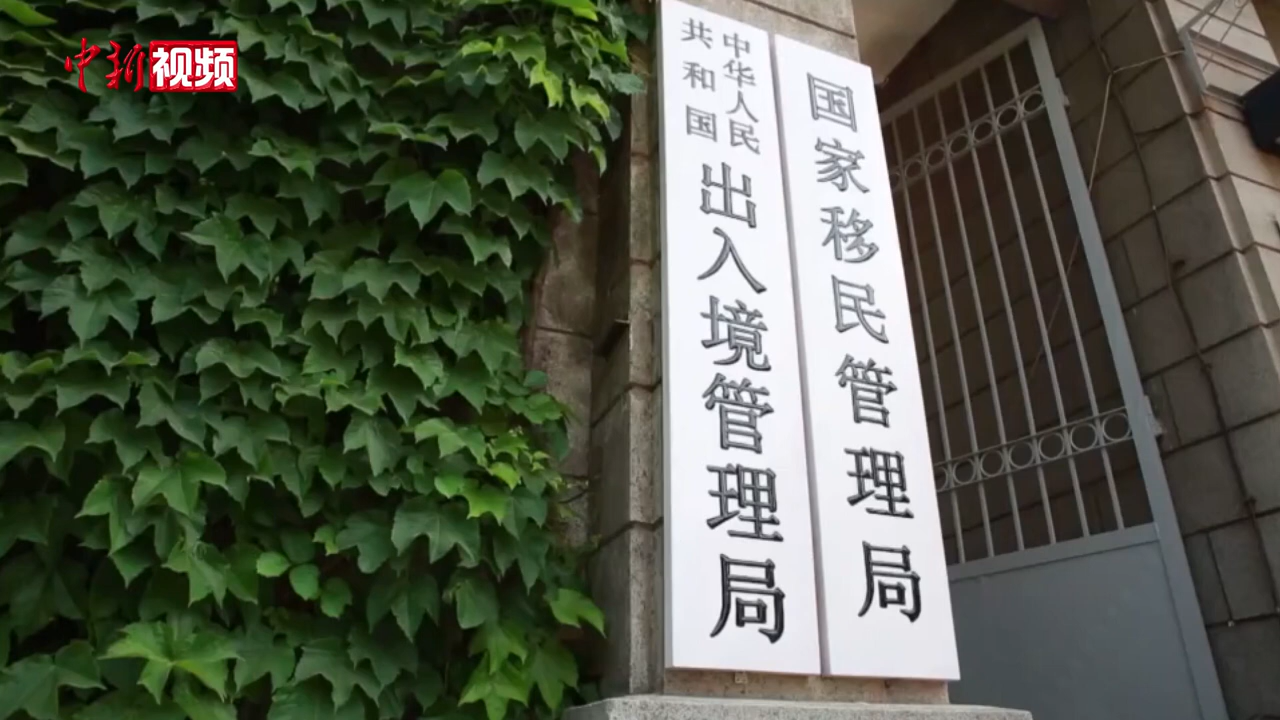 中新视频
国家移民管理局
中华人民
共和国
出入境管理局